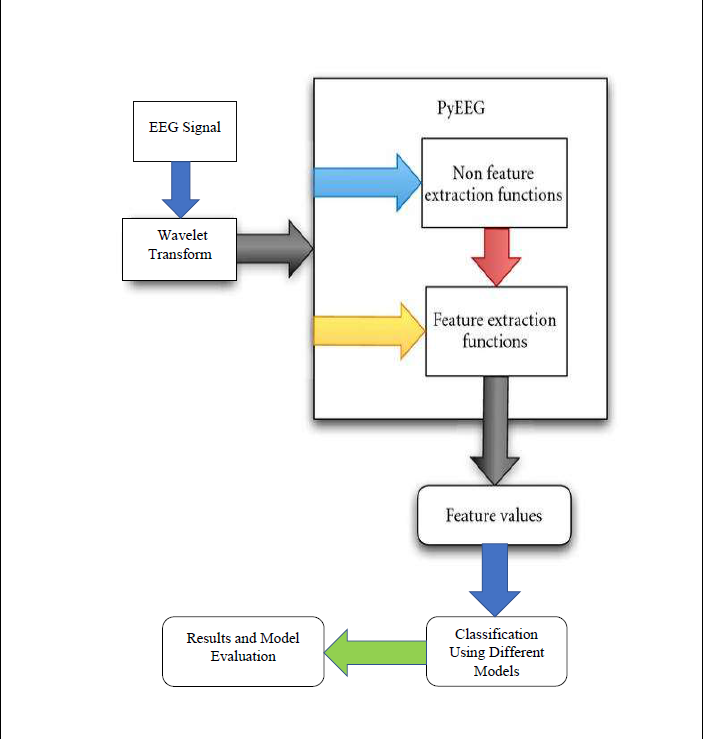 PyEEG
EEG Signal
Non feature
extraction functions
Wavelet
Transform
Feature extraction
functions
Feature values
Classification
Using Different
Models
Results and Model
Evaluation